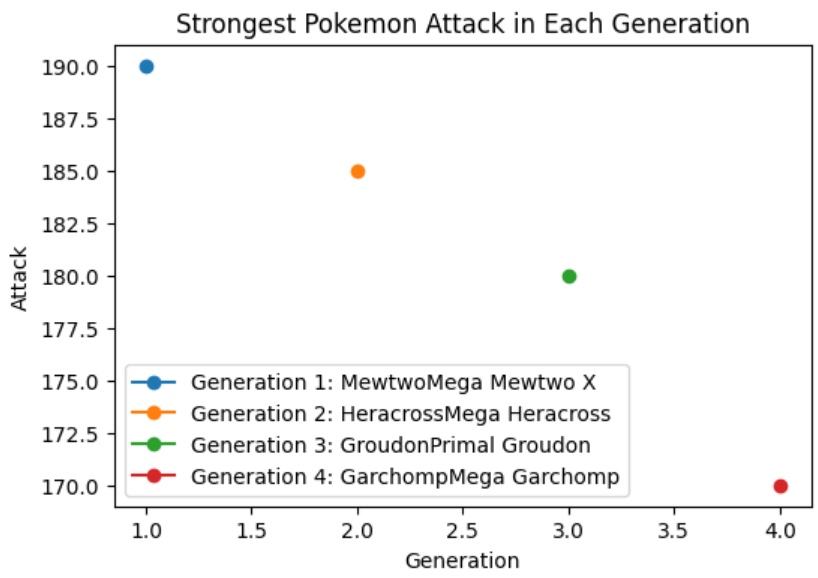 Strongest Pokemon Attack in Each Generation
190.0
187.5
185.0
182.5
180.0
177.5
175.0
172.5
170.0
Attack
Generation 1: MewtwoMega Mewtwo X
Generation 2: HeracrossMega Heracross
Generation 3: GroudonPrimal Groudon
Generation 4: GarchompMega Garchomp
1.0 1.5 2.0 2.5 3.0 3.5 4.0
Generation